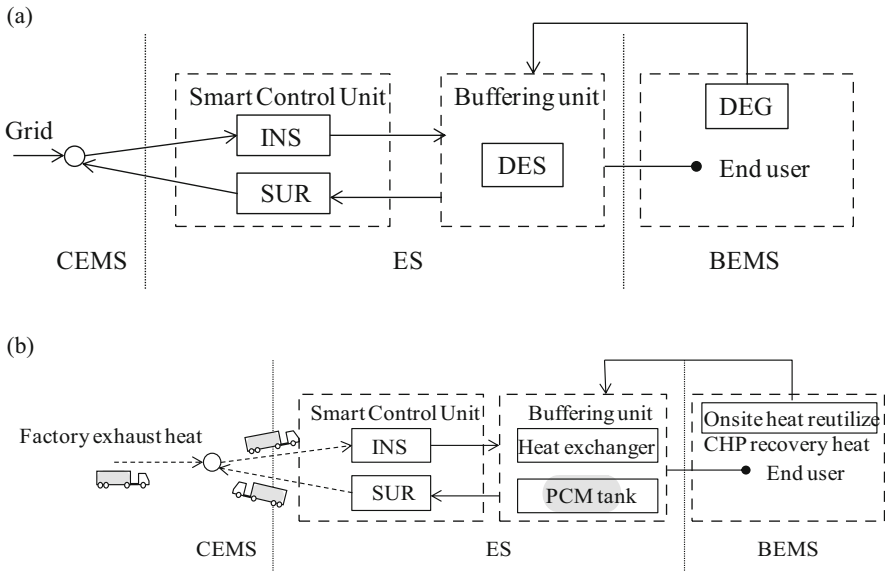 (a)
Smart Control Unit
Buffering unit
DEG
Grid
INS
DES
End user
SUR
CEMS
ES
BEMS
(b)
Smart Control Unit
Buffering unit
Onsite heat reutilize
Factory exhaust heat
INS
Heat exchanger
CHP recovery heat
End user
SUR
PCM tank
CEMS
ES
BEMS